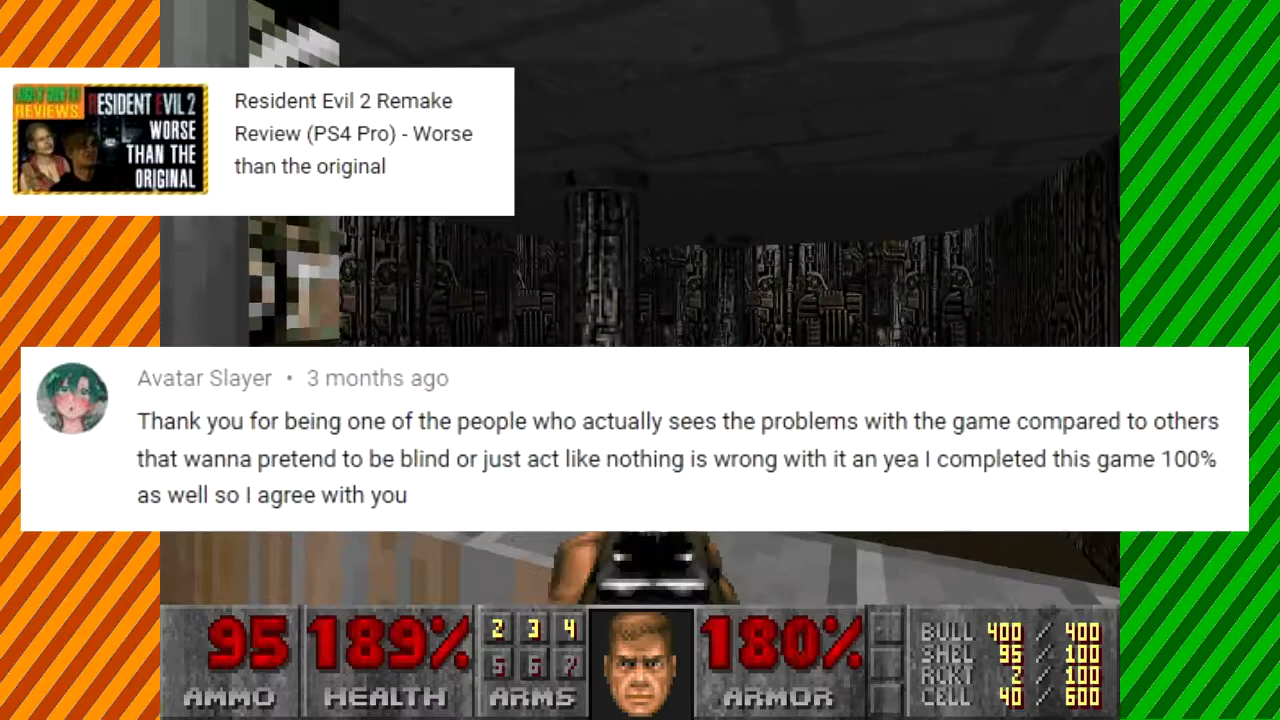 REVIEWS
RESIDENT EVIL 2
WORSE
THAN THE
ORIGINAL
Resident Evil 2 Remake
Review (PS4 Pro) - Worse
than the original
Avatar Slayer • 3 months ago
Thank you for being one of the people who actually sees the problems with the game compared to others
that wanna pretend to be blind or just act like nothing is wrong with it an yea I completed this game 100%
as well so I agree with you
95 189% 2 3 4 180% BULL 400 / 400
5 6 7 SHEL 95 / 100
RCKT 2 / 100
AMMO HEALTH ARMS ARMOR CELL 40 / 600